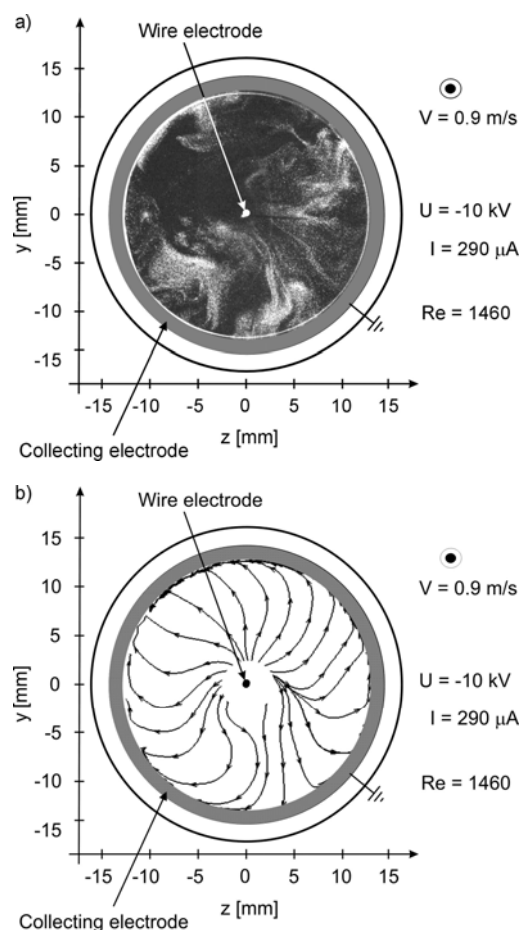 a)
Wire electrode
15
10
5
0
-5
-10
-15
y [mm]
V = 0.9 m/s
U = -10 kV
I = 290 μA
Re = 1460
-15 -10 -5 0 5 10 15
z [mm]
Collecting electrode
b)
Wire electrode
15
10
5
0
-5
-10
-15
y [mm]
V = 0.9 m/s
U = -10 kV
I = 290 μA
Re = 1460
-15 -10 -5 0 5 10 15
z [mm]
Collecting electrode